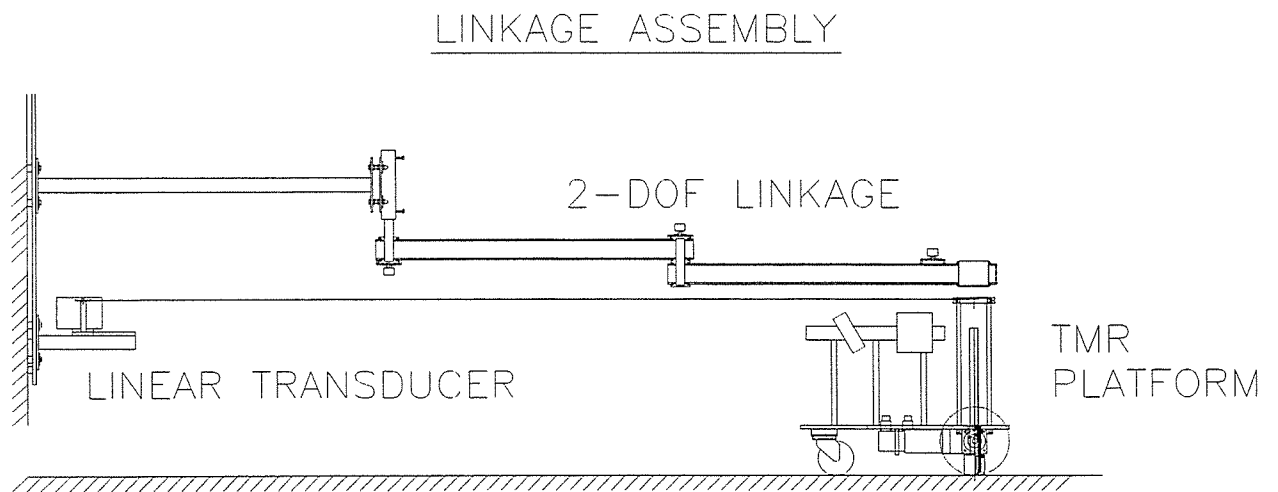 LINKAGE ASSEMBLY
2-DOF LINKAGE
LINEAR TRANSDUCER
TMR
PLATFORM